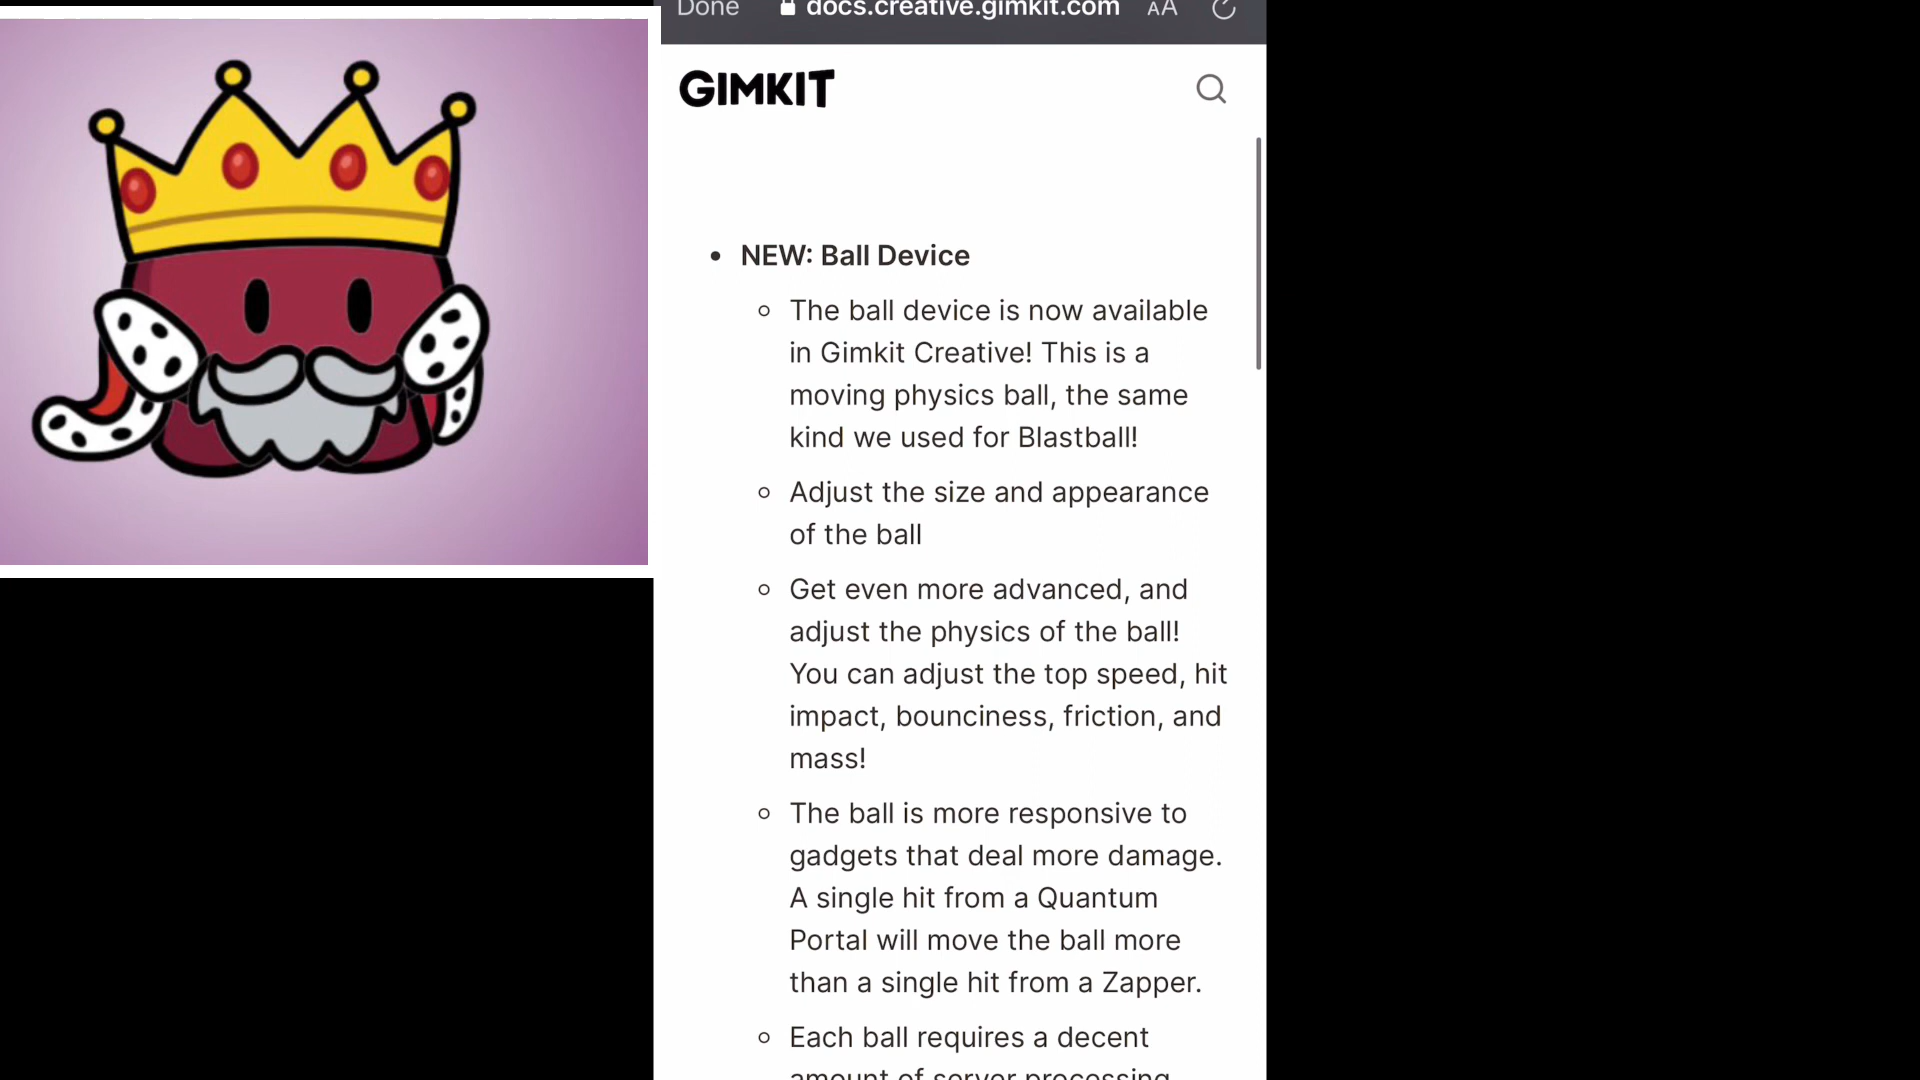 Done docs.creative.gimkit.com AA
GIMKIT
• NEW: Ball Device
The ball device is now available
in Gimkit Creative! This is a
moving physics ball, the same
kind we used for Blastball!
Adjust the size and appearance
of the ball
Get even more advanced, and
adjust the physics of the ball!
You can adjust the top speed, hit
impact, bounciness, friction, and
mass!
The ball is more responsive to
gadgets that deal more damage.
A single hit from a Quantum
Portal will move the ball more
than a single hit from a Zapper.
Each ball requires a decent
amount of server processing